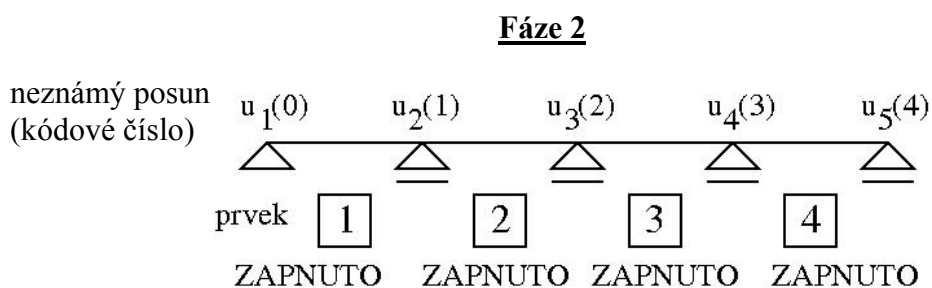 Fáze 2
neznámý posun
(kódové číslo)
u1(0) u2(1) u3(2) u4(3) u5(4)
prvek 1 2 3 4
ZAPNUTO ZAPNUTO ZAPNUTO ZAPNUTO